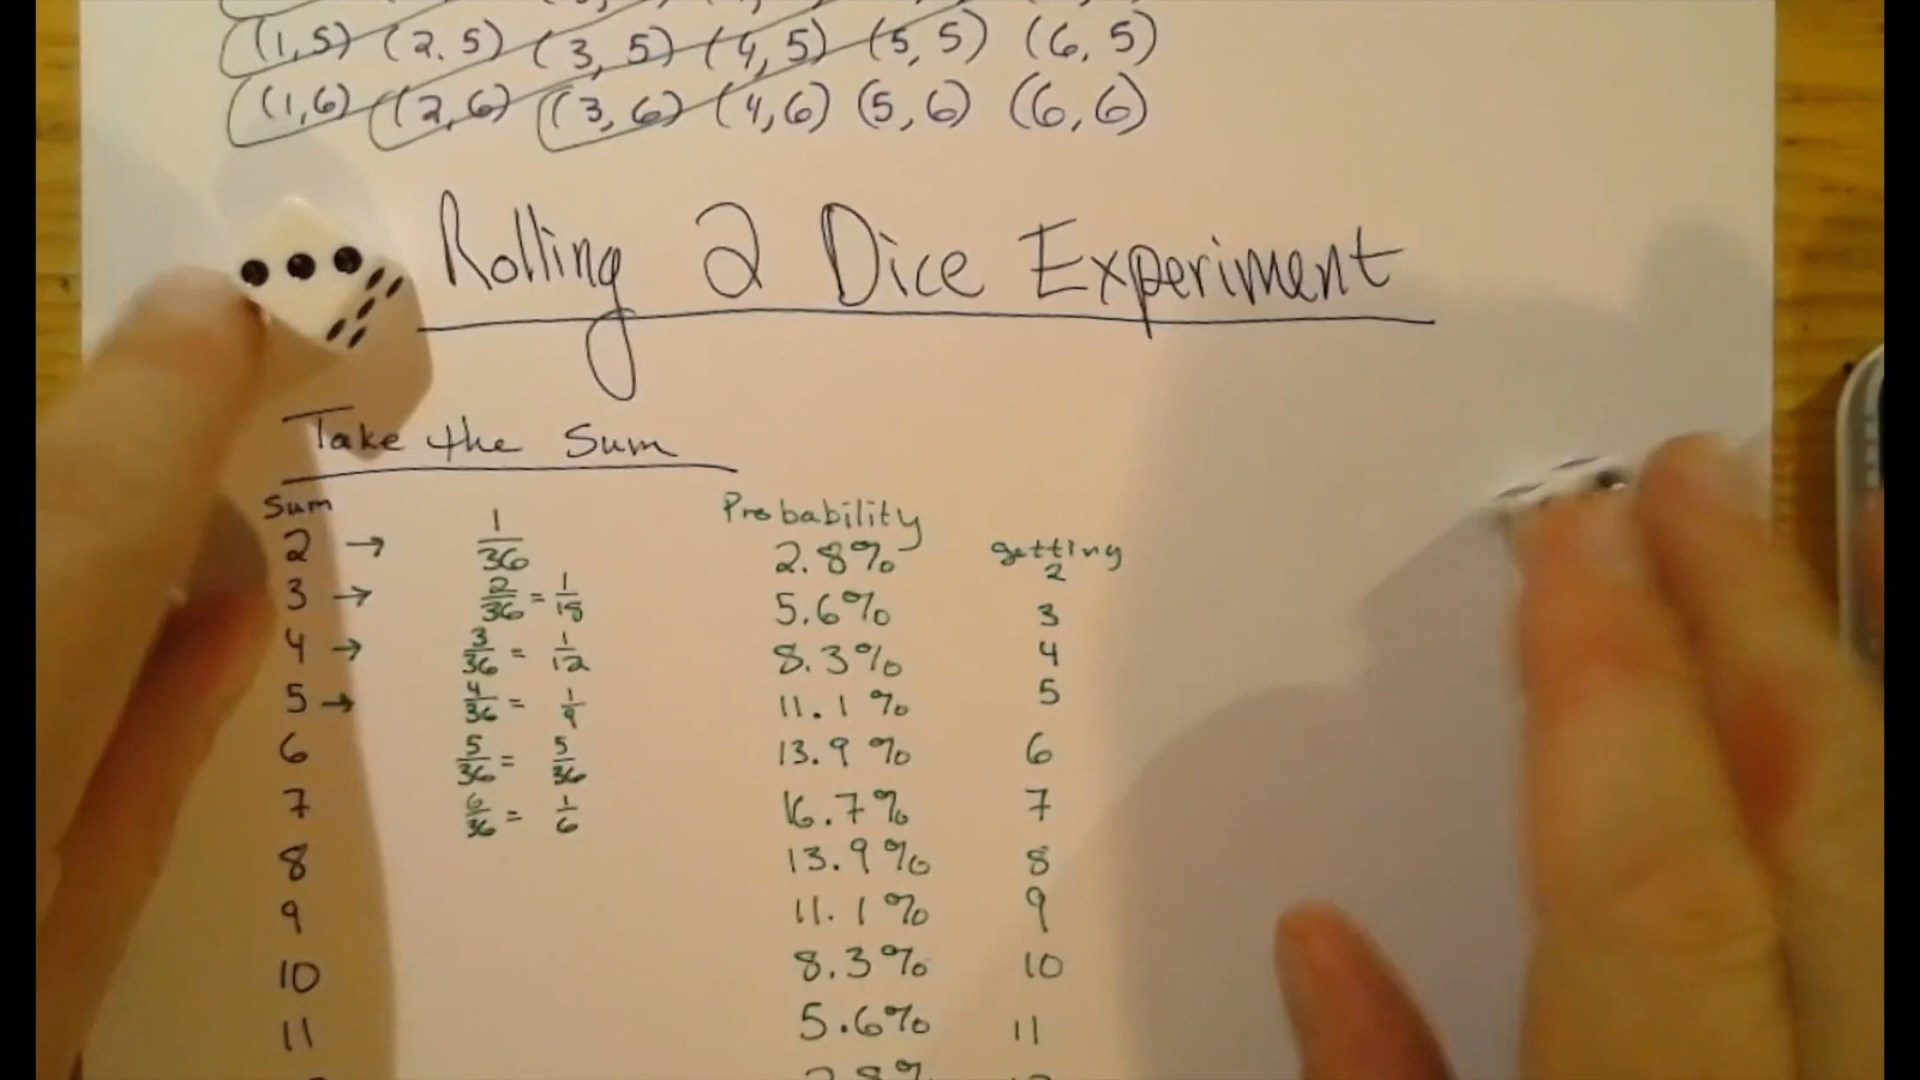 (1,5) (2,5) (3,5) (4,5) (5,5) (6,5)
(1,6) (2,6) (3,6) (4,6) (5,6) (6,6)
Rolling 2 Dice Experiment
Take the Sum
Sum Probability
2 → 1/36 2.8% getting 2
3 → 2/36 = 1/18 5.6% 3
4 → 3/36 = 1/12 8.3% 4
5 → 4/36 = 1/9 11.1% 5
6 5/36 = 5/36 13.9% 6
7 6/36 = 1/6 16.7% 7
8 13.9% 8
9 11.1% 9
10 8.3% 10
11 5.6% 11